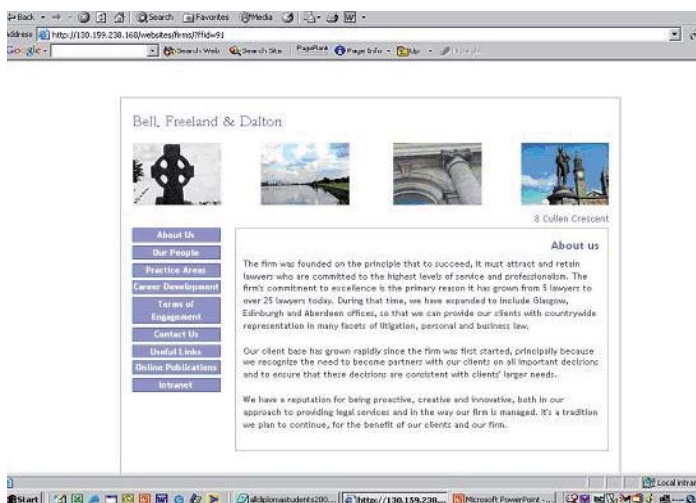 Back
Search Favorites Media
Address http://130.159.238.168/websites/firms/?ffid=91
Google Search Web Search Site PageRank Page Info Up
Bell, Freeland & Dalton
8 Cullen Crescent
About Us
Our People
Practice Areas
Career Development
Terms of
Engagement
Contact Us
Useful Links
Online Publications
Intranet
About us
The firm was founded on the principle that to succeed, it must attract and retain
lawyers who are committed to the highest levels of service and professionalism. The
firm's commitment to excellence is the primary reason it has grown from 5 lawyers to
over 25 lawyers today. During that time, we have expanded to include Glasgow,
Edinburgh and Aberdeen offices, so that we can provide our clients with countrywide
representation in many facets of litigation, personal and business law.
Our client base has grown rapidly since the firm was first started, principally because
we recognize the need to become partners with our clients on all important decisions
and to ensure that these decisions are consistent with clients' larger needs.
We have a reputation for being proactive, creative and innovative, both in our
approach to providing legal services and in the way our firm is managed. It's a tradition
we plan to continue, for the benefit of our clients and our firm.
Local intra
Start alldiplomastudents200... http://130.159.238... Microsoft PowerPoint -...